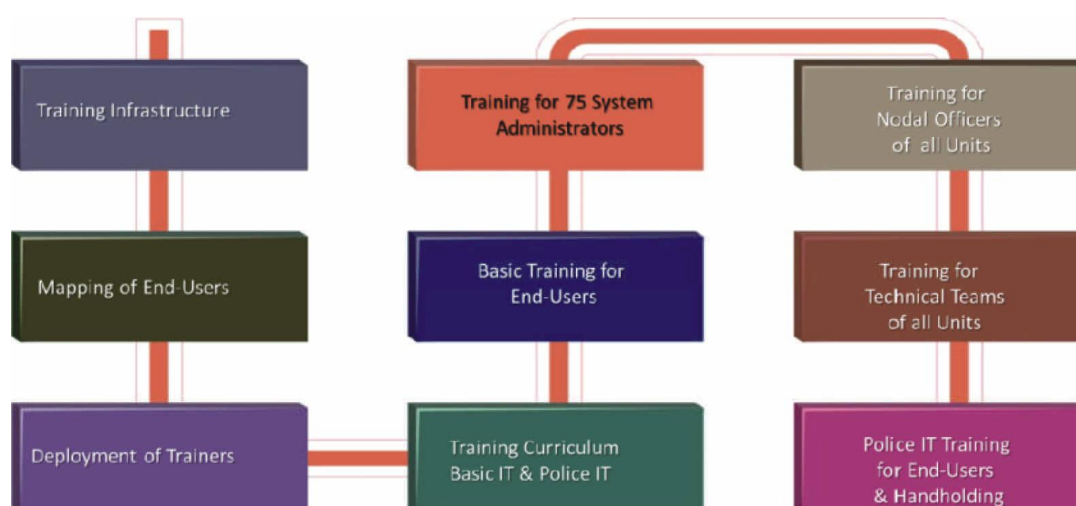 Training Infrastructure
Mapping of End-Users
Deployment of Trainers
Training Curriculum
Basic IT & Police IT
Basic Training for
End-Users
Training for 75 System
Administrators
Training for
Nodal Officers
of all Units
Training for
Technical Teams
of all Units
Police IT Training
for End-Users
& Handholding